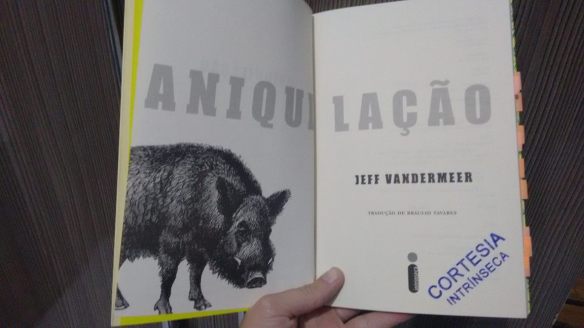 ANIQUILAÇÃO
JEFF VANDERMEER
TRADUÇÃO DE BRAULIO TAVARES
CORTESIA
INTRÍNSECA